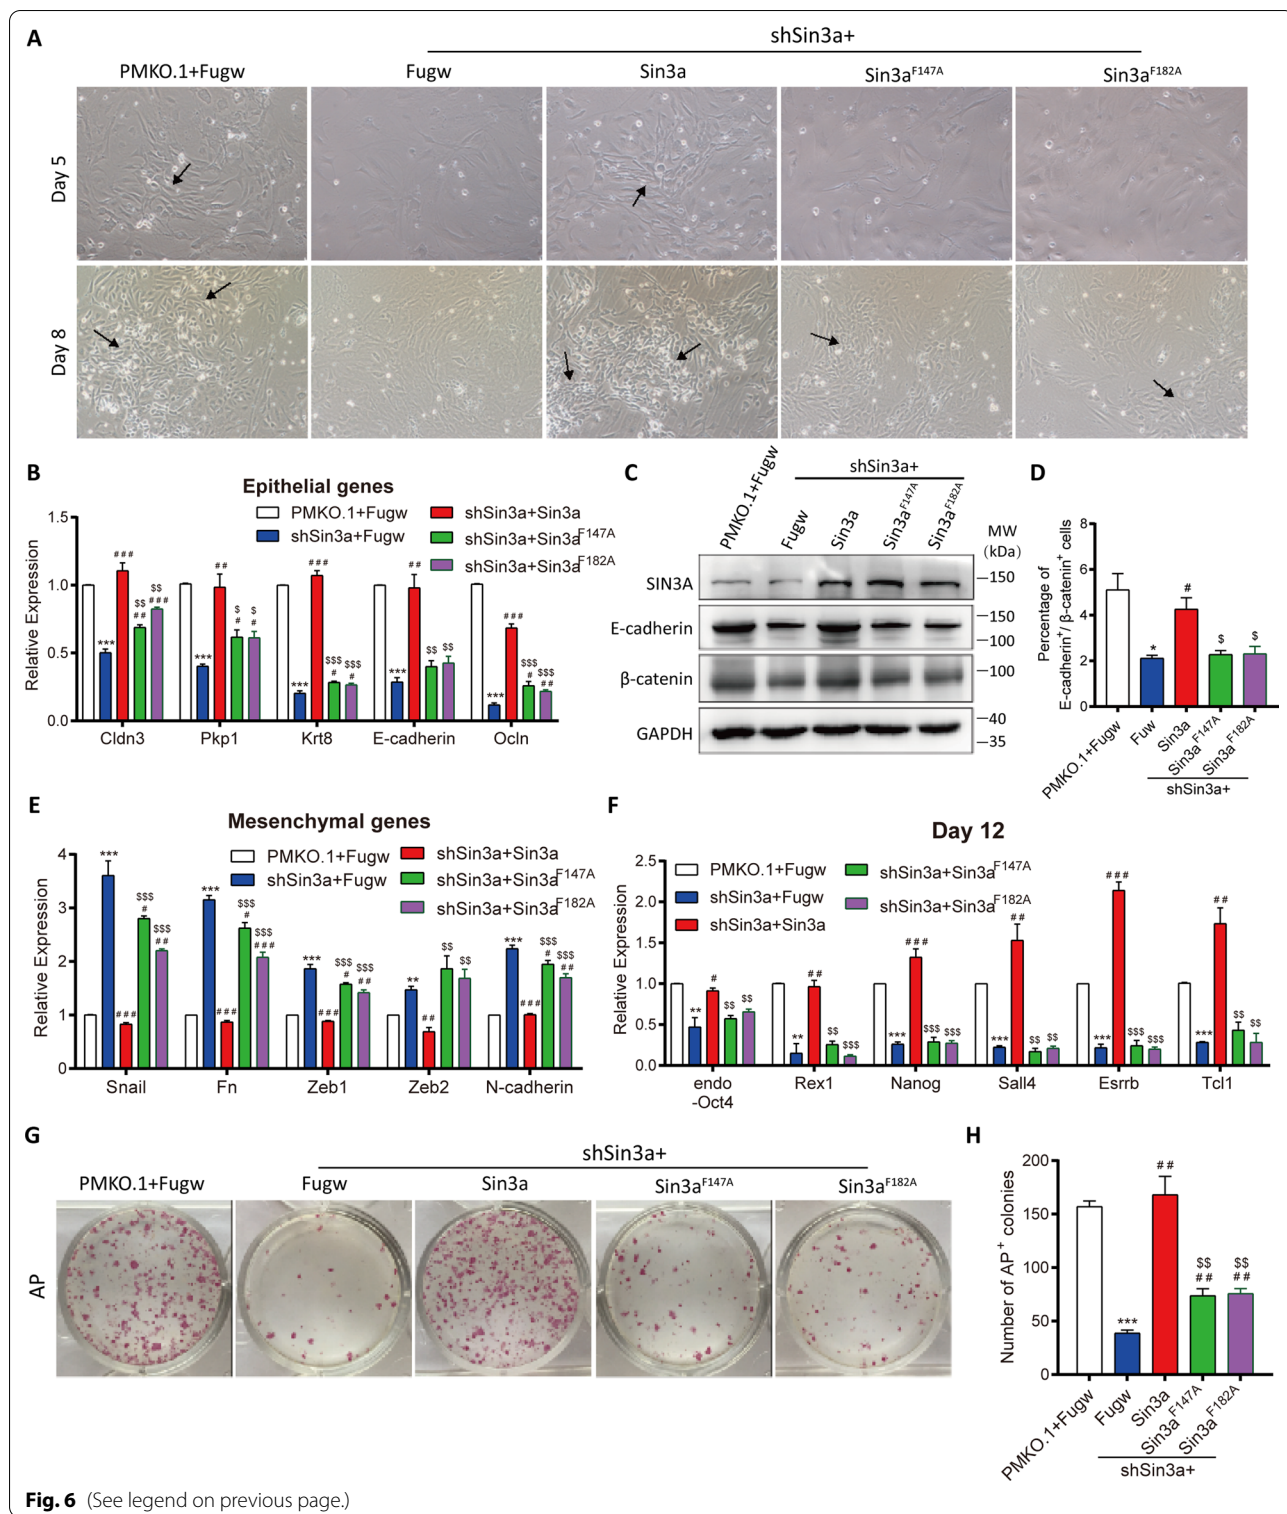 A
shSin3a+
PMKO.1+Fugw Fugw Sin3a Sin3aF147A Sin3aF182A
Day 5
Day 8
B
Epithelial genes
PMKO.1+Fugw
shSin3a+Fugw
shSin3a+Sin3a
shSin3a+Sin3aF147A
shSin3a+Sin3aF182A
Relative Expression
1.5
1.0
0.5
0.0
*** ### $$ ## $$ ###
*** ## $ # $ #
*** ### $$$ # $$$ #
*** ## $$ $$
*** ### $$$ # $$$ ##
Cldn3 Pkp1 Krt8 E-cadherin Ocln
C
shSin3a+
PMKO.1+Fugw Fugw Sin3a Sin3aF147A Sin3aF182A
MW
(kDa)
SIN3A 150
E-cadherin 150
100
β-catenin 100
GAPDH 40
35
D
Percentage of
E-cadherin+/ β-catenin+ cells
8
6
4
2
0
* # $ $
PMKO.1+Fugw Fuw Sin3a Sin3aF147A Sin3aF182A
shSin3a+
E
Mesenchymal genes
PMKO.1+Fugw
shSin3a+Fugw
shSin3a+Sin3a
shSin3a+Sin3aF147A
shSin3a+Sin3aF182A
Relative Expression
4
3
2
1
0
*** ### $$$ # $$$ ##
*** ### $$$ # $$$ ###
*** ### $$$ # $$$ ##
** ## $$ $$
*** ### $$$ # $$$ ##
Snail Fn Zeb1 Zeb2 N-cadherin
F
Day 12
PMKO.1+Fugw
shSin3a+Fugw
shSin3a+Sin3a
shSin3a+Sin3aF147A
shSin3a+Sin3aF182A
Relative Expression
2.5
2.0
1.5
1.0
0.5
0.0
** # $$ $$
** ## $$ $$$
*** ### $$$ $$$
*** ## $$ $$
*** ### $$$ $$$
*** ## $$ $$
endo
-Oct4 Rex1 Nanog Sall4 Esrrb Tcl1
G
shSin3a+
PMKO.1+Fugw Fugw Sin3a Sin3aF147A Sin3aF182A
AP
H
Number of AP+ colonies
200
150
100
50
0
*** ## $$ ## $$ ##
PMKO.1+Fugw Fugw Sin3a Sin3aF147A Sin3aF182A
shSin3a+
Fig. 6 (See legend on previous page.)